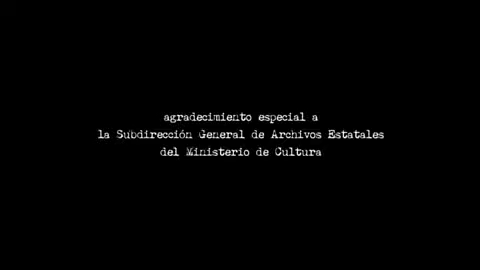 agradecimiento especial a
la Subdirección General de Archivos Estatales
del Ministerio de Cultura